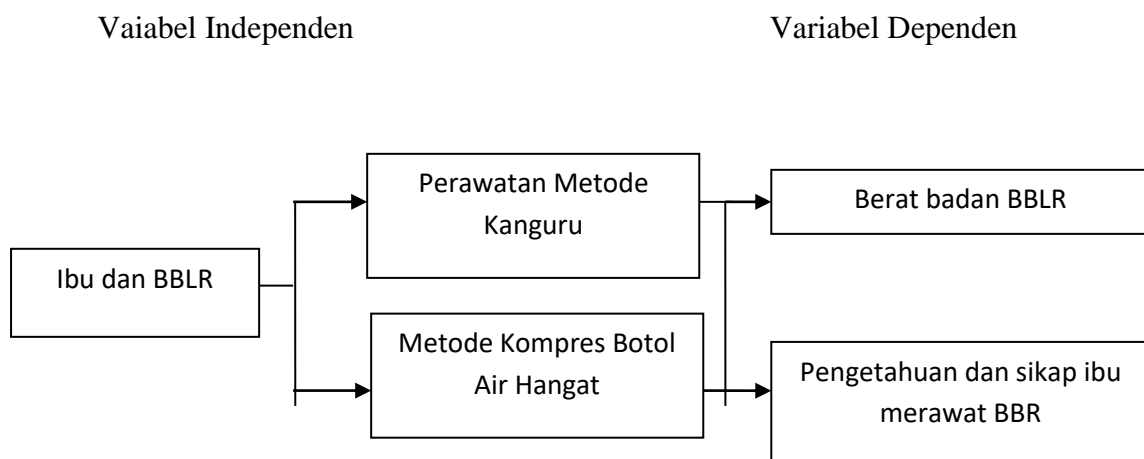 Vaiabel Independen
Variabel Dependen
Perawatan Metode
Kanguru
Berat badan BBLR
Ibu dan BBLR
Metode Kompres Botol
Air Hangat
Pengetahuan dan sikap ibu
merawat BBR